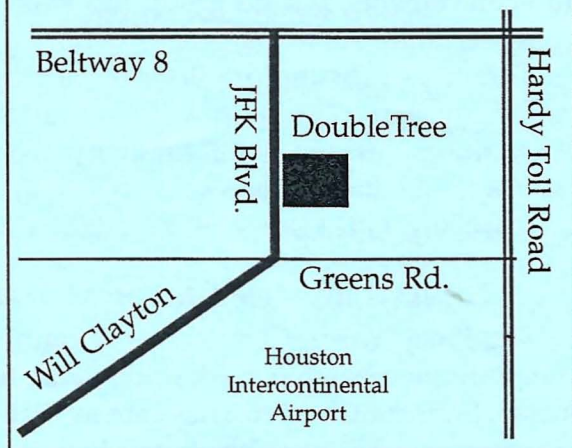 Beltway 8
JFK Blvd.
DoubleTree
Hardy Toll Road
Greens Rd.
Will Clayton
Houston
Intercontinental
Airport